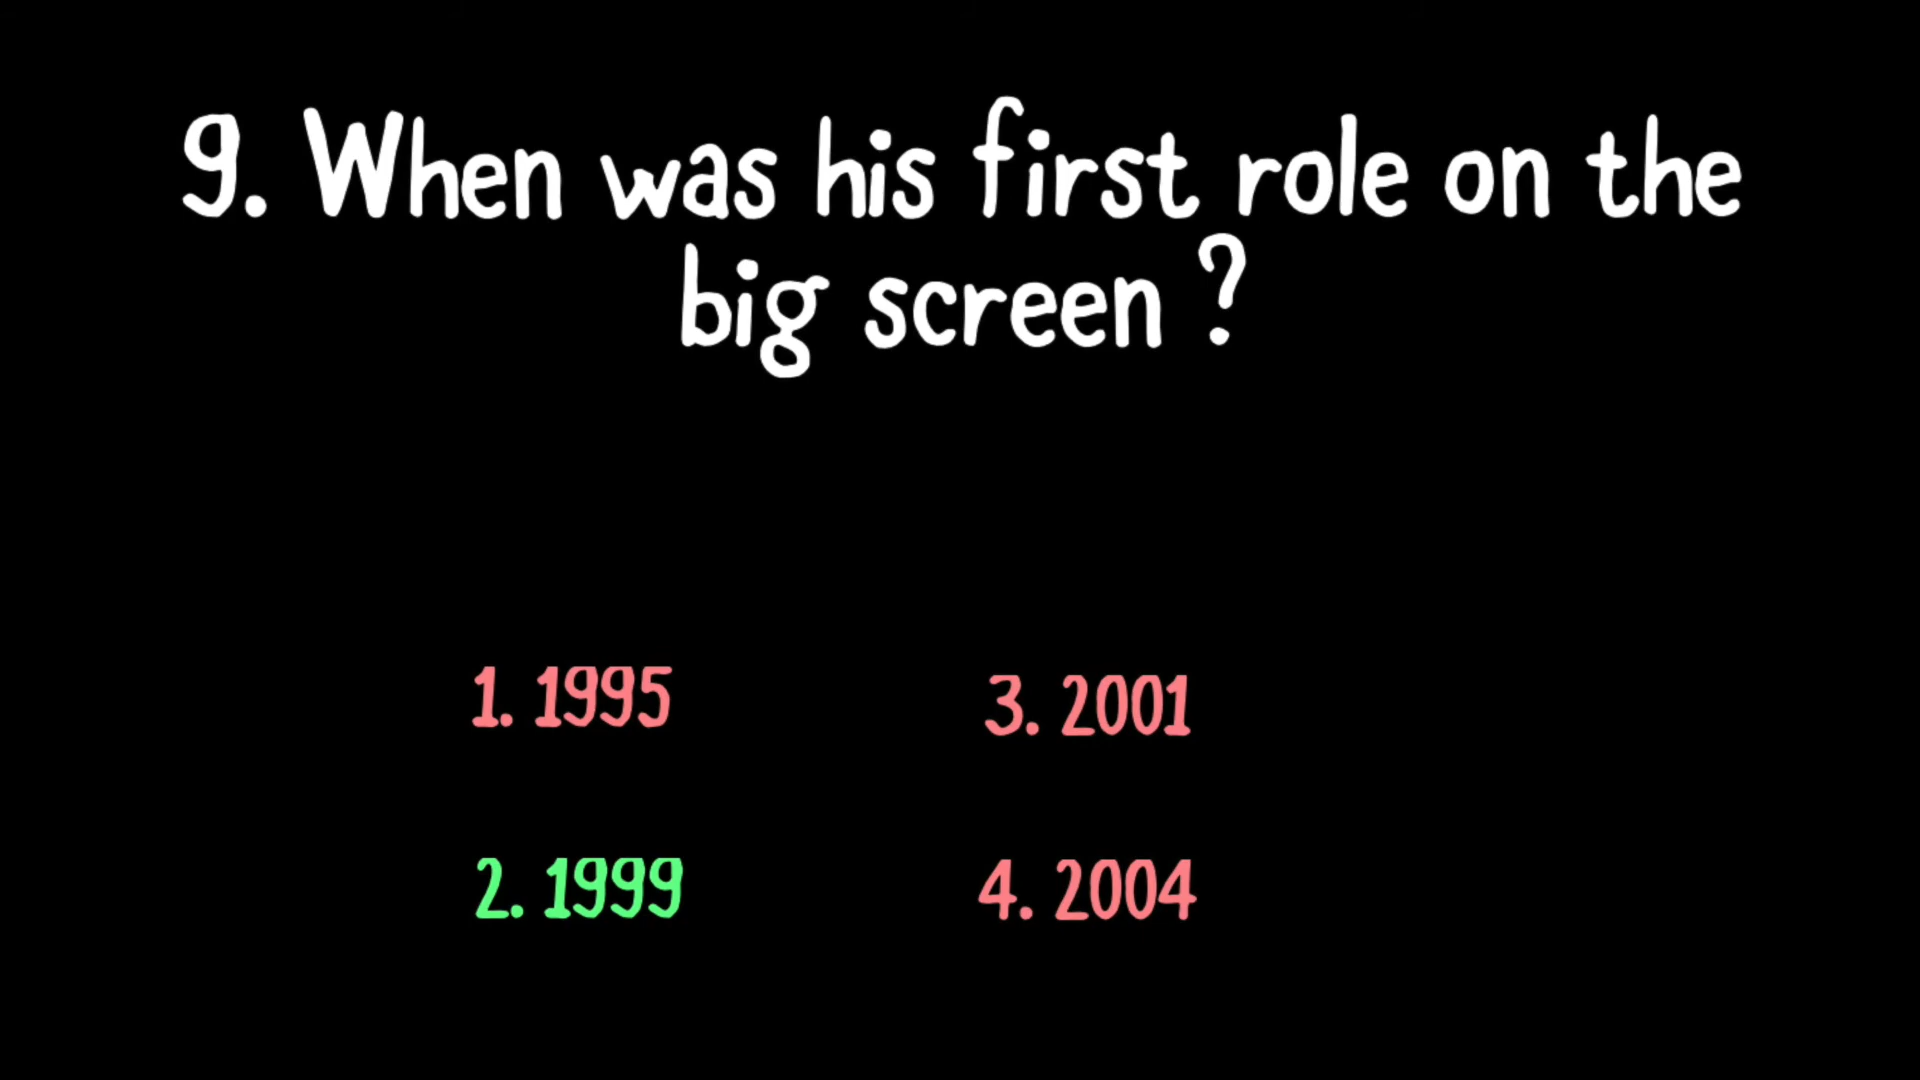 9. When was his first role on the
big screen ?
1. 1995
3. 2001
2. 1999
4. 2004